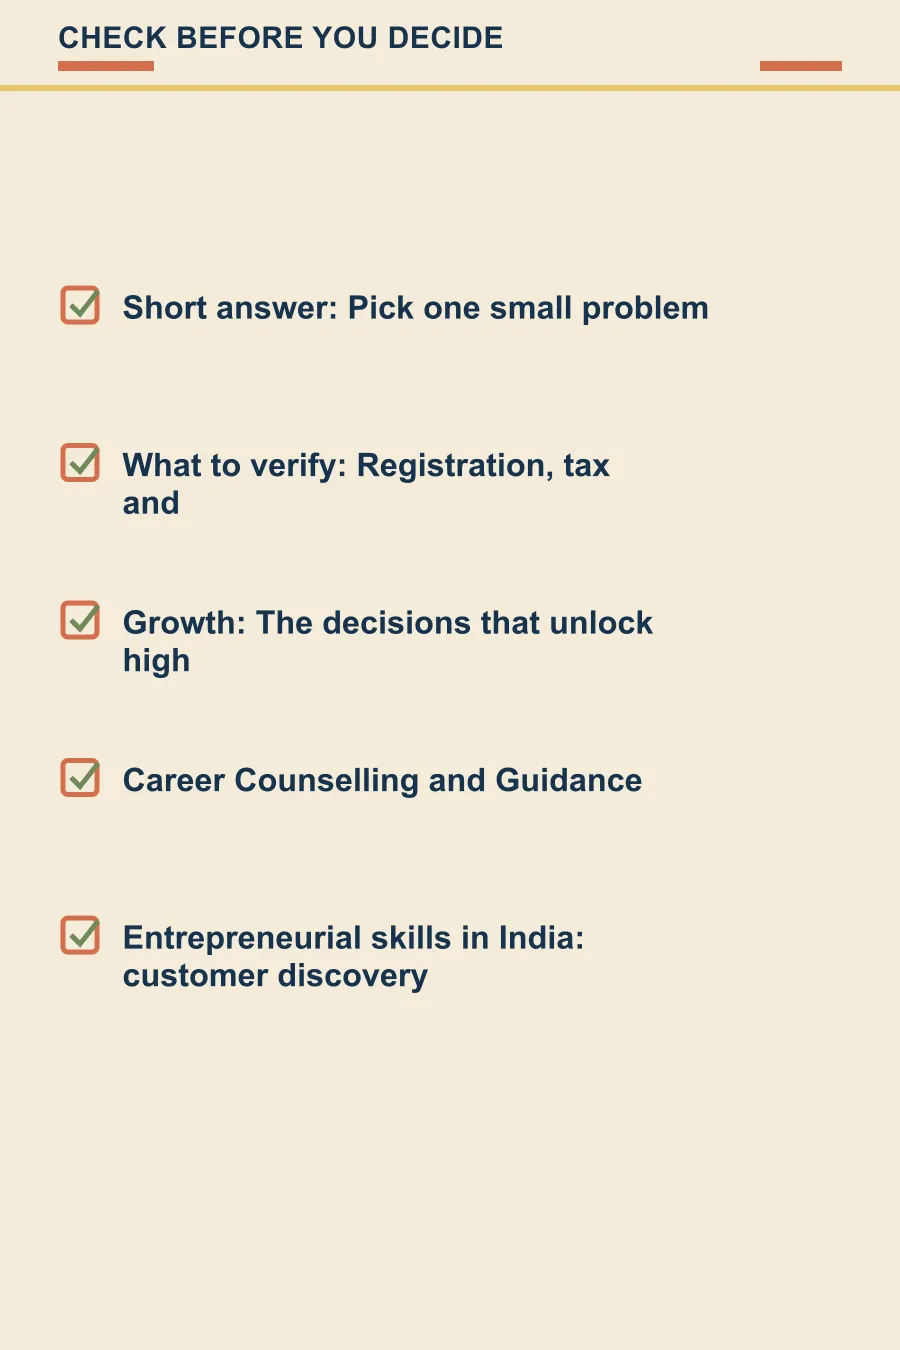 CHECK BEFORE YOU DECIDE
Short answer: Pick one small problem
What to verify: Registration, tax
and
Growth: The decisions that unlock
high
Career Counselling and Guidance
Entrepreneurial skills in India:
customer discovery